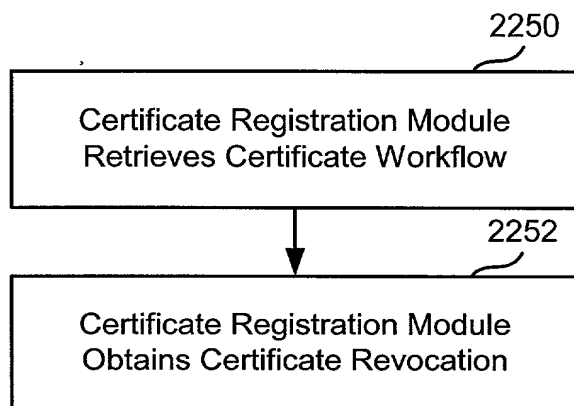 2250
Certificate Registration Module
Retrieves Certificate Workflow
2252
Certificate Registration Module
Obtains Certificate Revocation